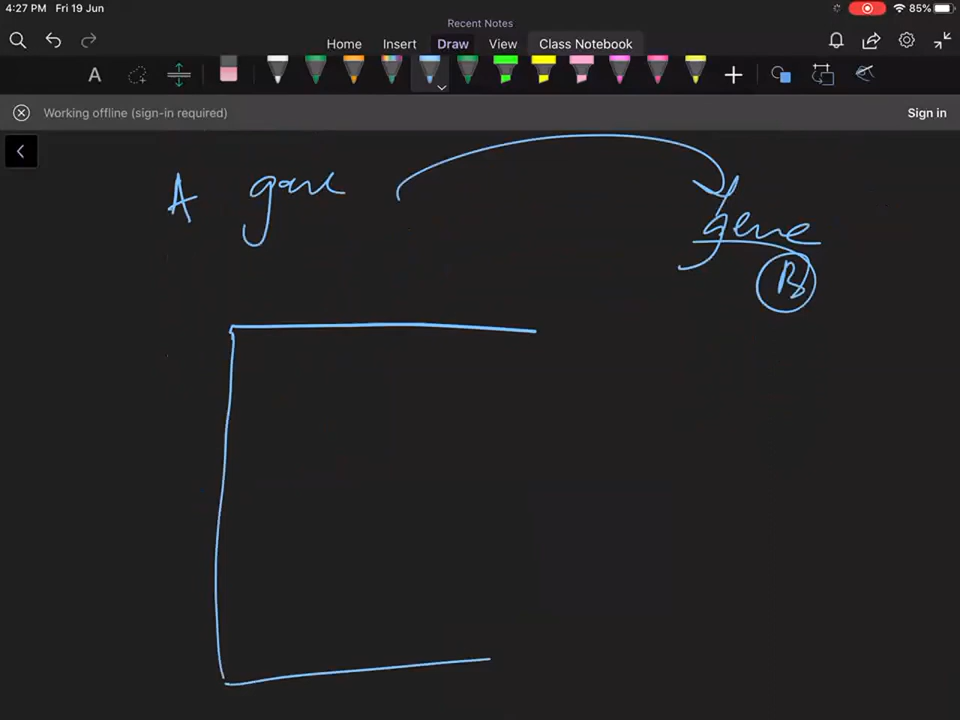 4:27 PM Fri 19 Jun
85%
Recent Notes
Home Insert Draw View Class Notebook
A
Working offline (sign-in required) Sign in
A gene
gene
B